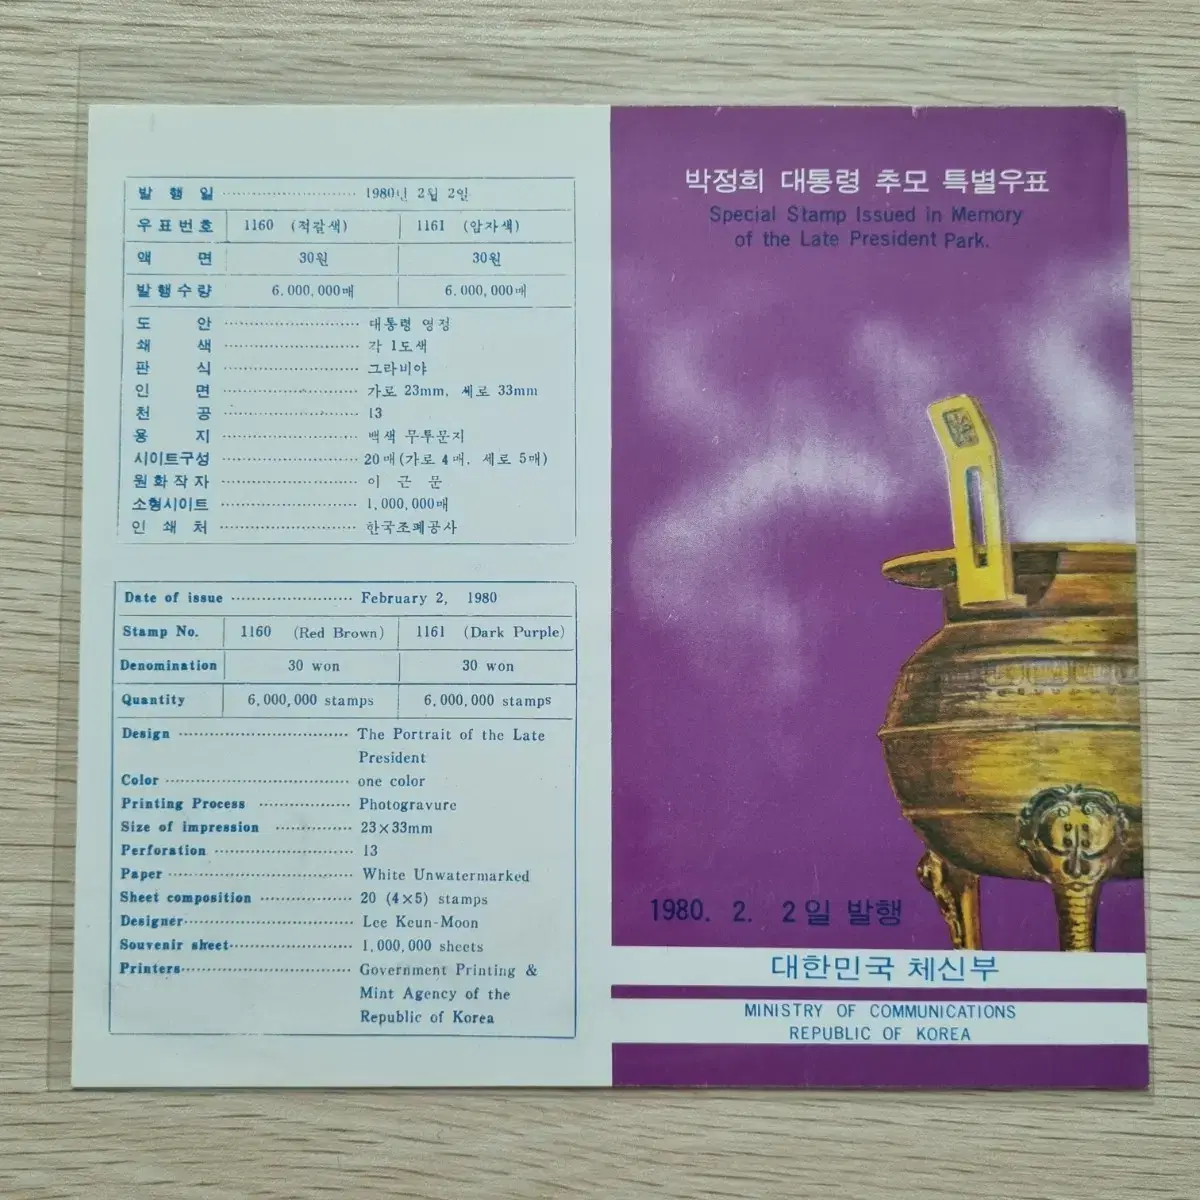 발 행 일 1980년 2월 2일
우표번호 1160 (적갈색) 1161 (암자색)
액 면 30원 30원
발행수량 6,000,000매 6,000,000매
도 안 대통령 영정
쇄 색 각 1도색
판 식 그라비야
인 면 가로 23mm, 세로 33mm
천 공 13
용 지 백색 무투문지
시이트구성 20매(가로 4매, 세로 5매)
원화작자 이 근 문
소형시이트 1,000,000매
인 쇄 처 한국조폐공사
Date of issue February 2, 1980
Stamp No. 1160 (Red Brown) 1161 (Dark Purple)
Denomination 30 won 30 won
Quantity 6,000,000 stamps 6,000,000 stamps
Design The Portrait of the Late
President
Color one color
Printing Process Photogravure
Size of impression 23×33mm
Perforation 13
Paper White Unwatermarked
Sheet composition 20 (4×5) stamps
Designer Lee Keun-Moon
Souvenir sheet 1,000,000 sheets
Printers Government Printing &
Mint Agency of the
Republic of Korea
박정희 대통령 추모 특별우표
Special Stamp Issued in Memory
of the Late President Park.
1980. 2. 2일 발행
대한민국 체신부
MINISTRY OF COMMUNICATIONS
REPUBLIC OF KOREA